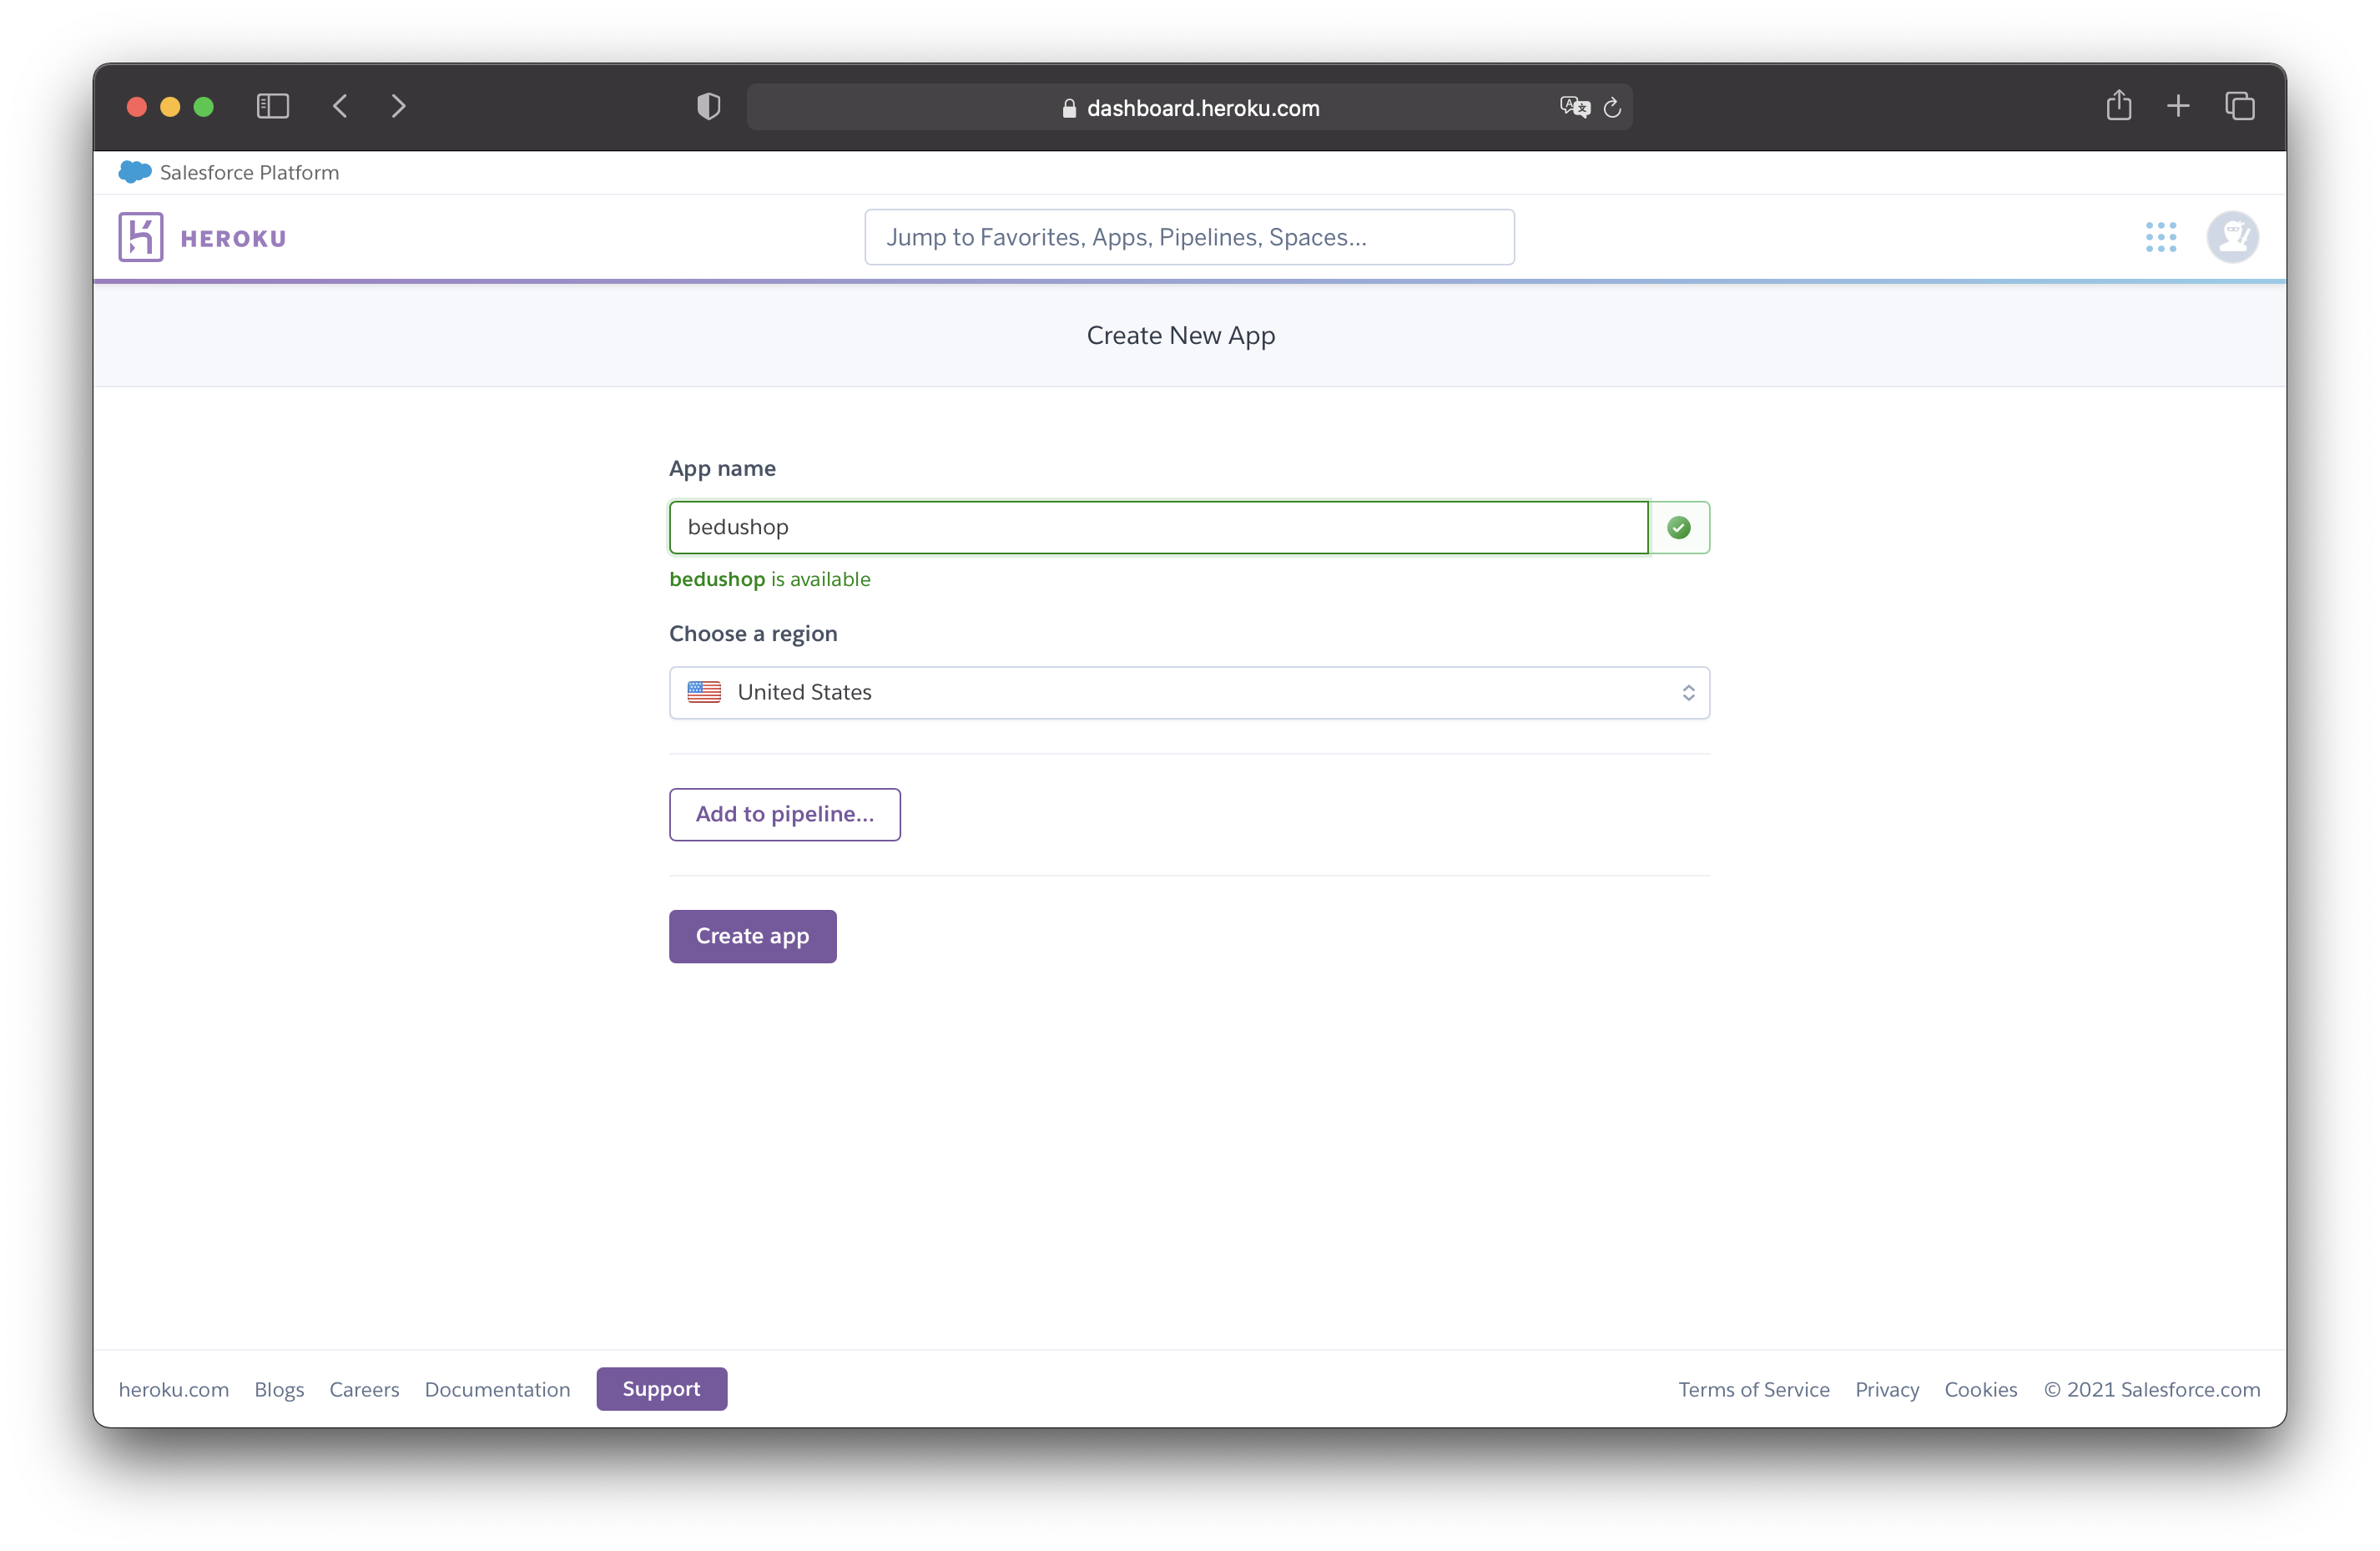 dashboard.heroku.com
Salesforce Platform
HEROKU
Jump to Favorites, Apps, Pipelines, Spaces...
Create New App
App name
bedushop
bedushop is available
Choose a region
United States
Add to pipeline...
Create app
heroku.com Blogs Careers Documentation Support Terms of Service Privacy Cookies © 2021 Salesforce.com